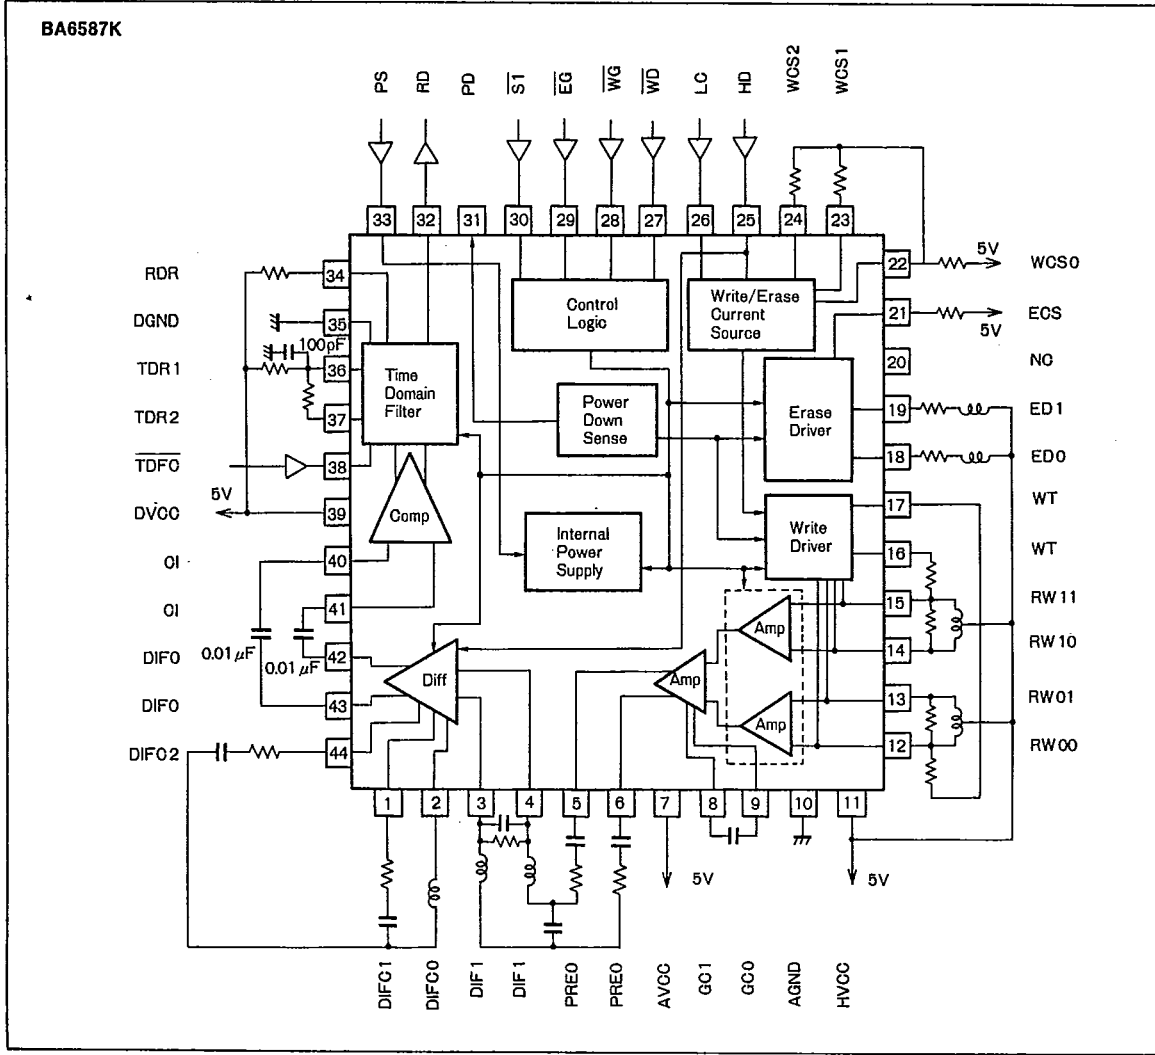 BA6587K
PS
RD
PD
S1
EG
WG
WD
LC
HD
WCS2
WCS1
33
32
31
30
29
28
27
26
25
24
23
RDR
34
DGND
35
100pF
TDR1
36
TDR2
37
TDFO
38
5V
DVCC
39
CI
40
CI
41
0.01 μF
0.01 μF
DIFO
42
DIFO
43
DIFC2
44
Control
Logic
Write/Erase
Current
Source
Time
Domain
Filter
Power
Down
Sense
Erase
Driver
Comp
Internal
Power
Supply
Write
Driver
Amp
Diff
Amp
Amp
22
5V
WCS0
21
5V
ECS
20
NC
19
ED1
18
ED0
17
WT
16
WT
15
RW11
14
RW10
13
RW01
12
RW00
1
2
3
4
5
6
7
8
9
10
11
5V
5V
DIFC1
DIFC0
DIF1
DIF1
PREO
PREO
AVCC
GC1
GC0
AGND
HVCC